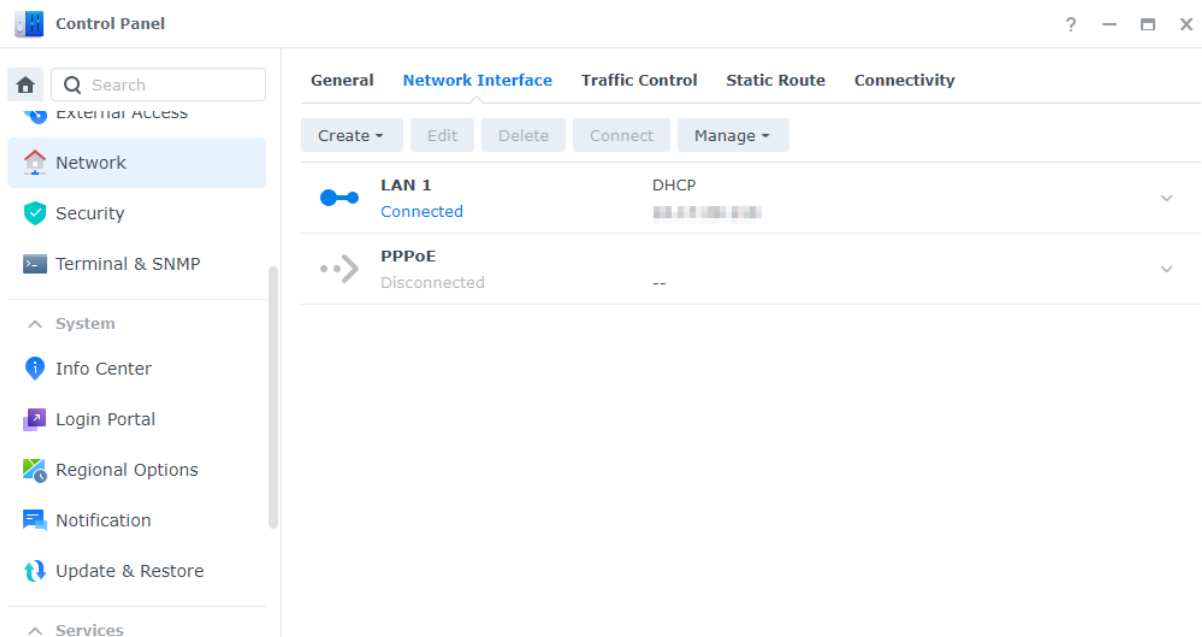 Control Panel
?
Search
External Access
Network
Security
Terminal & SNMP
System
Info Center
Login Portal
Regional Options
Notification
Update & Restore
Services
General Network Interface Traffic Control Static Route Connectivity
Create Edit Delete Connect Manage
LAN 1 DHCP
Connected
PPPoE
Disconnected --